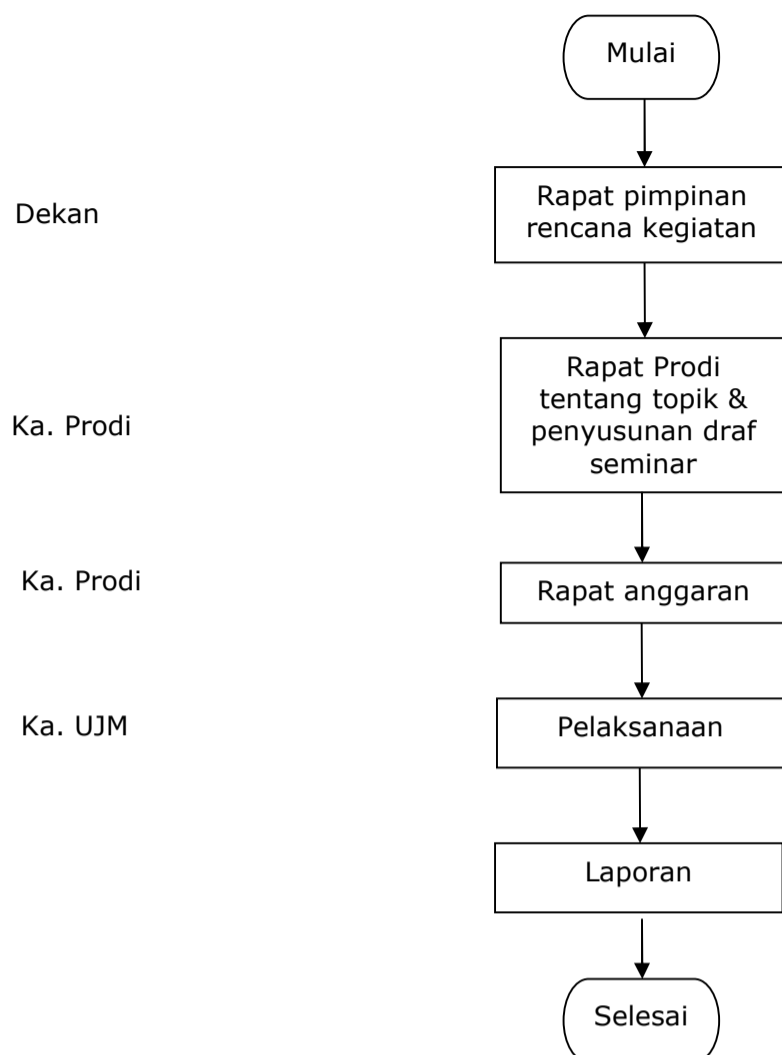 Mulai
Dekan
Rapat pimpinan
rencana kegiatan
Ka. Prodi
Rapat Prodi
tentang topik &
penyusunan draf
seminar
Ka. Prodi
Rapat anggaran
Ka. UJM
Pelaksanaan
Laporan
Selesai